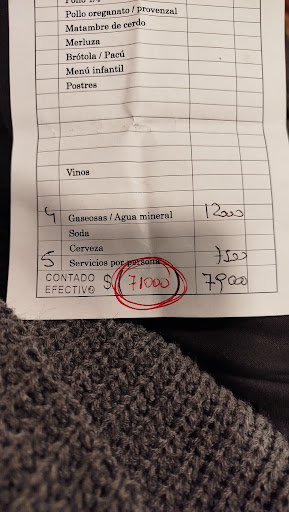 Pollo oreganato / provenzal
Matambre de cerdo
Merluza
Brótola / Pacú
Menú infantil
Postres
Vinos
4 Gaseosas / Agua mineral 12000
Soda
Cerveza
5 Servicios por persona 7500
CONTADO EFECTIVO $ 71000 79000